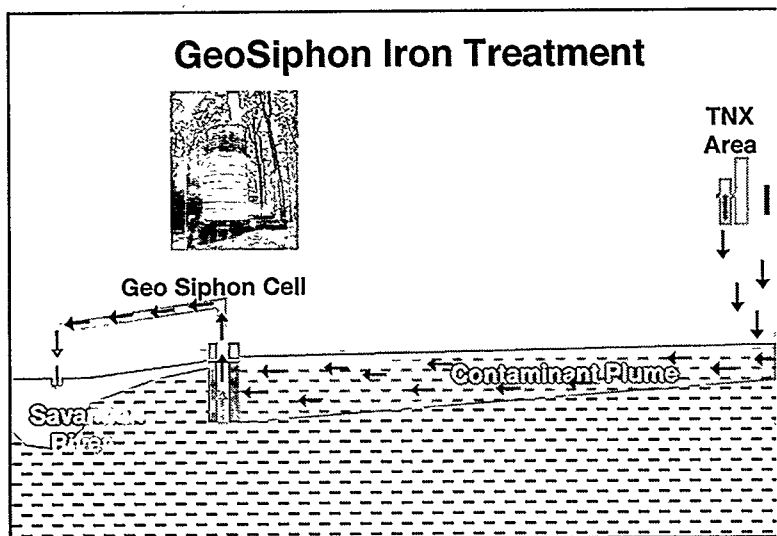 GeoSiphon Iron Treatment
TNX
Area
Geo Siphon Cell
Contaminant Plume
Savannah
River